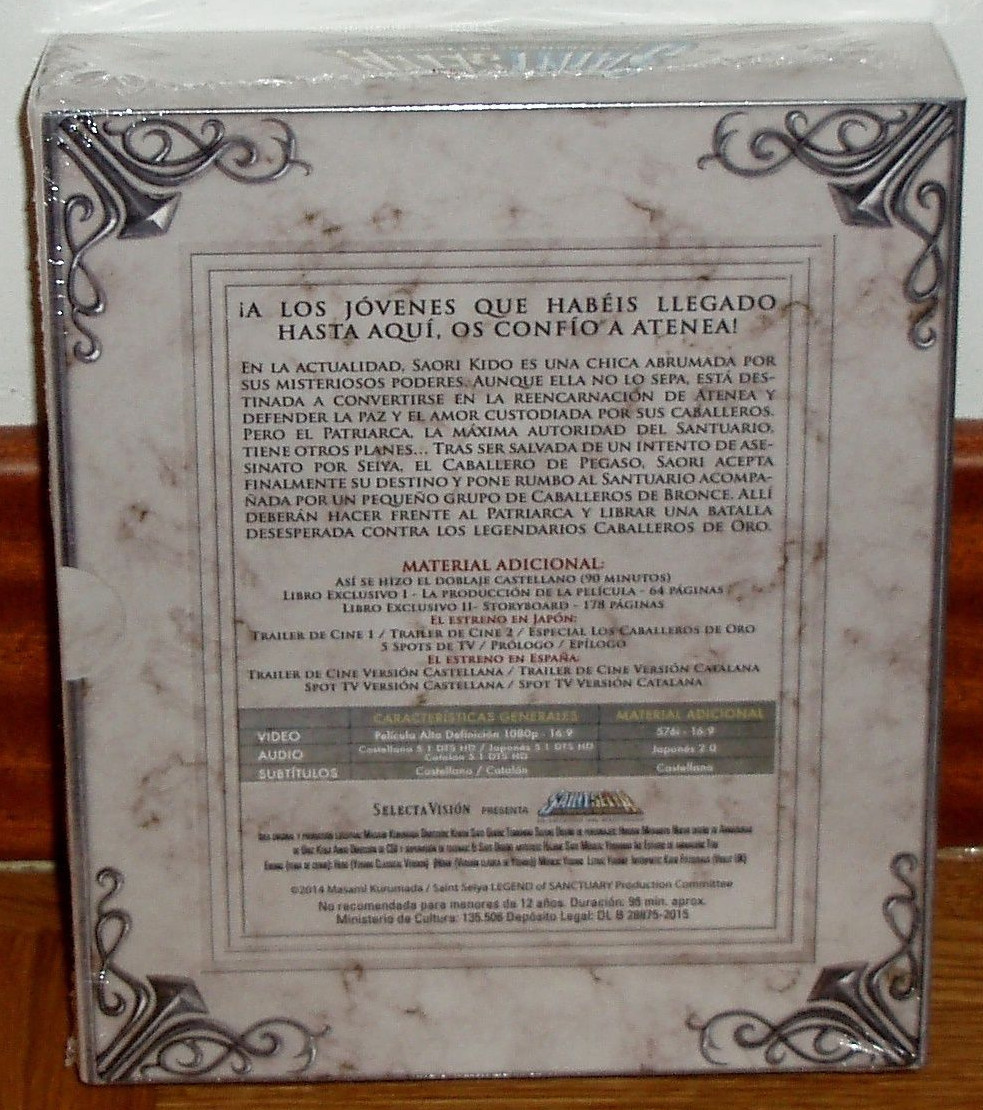 SAINT SEIYA
¡A LOS JÓVENES QUE HABÉIS LLEGADO
HASTA AQUÍ, OS CONFÍO A ATENEA!
EN LA ACTUALIDAD, SAORI KIDO ES UNA CHICA ABRUMADA POR
SUS MISTERIOSOS PODERES. AUNQUE ELLA NO LO SEPA, ESTÁ DES-
TINADA A CONVERTIRSE EN LA REENCARNACIÓN DE ATENEA Y
DEFENDER LA PAZ Y EL AMOR CUSTODIADA POR SUS CABALLEROS.
PERO EL PATRIARCA, LA MÁXIMA AUTORIDAD DEL SANTUARIO,
TIENE OTROS PLANES... TRAS SER SALVADA DE UN INTENTO DE ASE-
SINATO POR SEIYA, EL CABALLERO DE PEGASO, SAORI ACEPTA
FINALMENTE SU DESTINO Y PONE RUMBO AL SANTUARIO ACOMPA-
ÑADA POR UN PEQUEÑO GRUPO DE CABALLEROS DE BRONCE. ALLÍ
DEBERÁN HACER FRENTE AL PATRIARCA Y LIBRAR UNA BATALLA
DESESPERADA CONTRA LOS LEGENDARIOS CABALLEROS DE ORO.
MATERIAL ADICIONAL:
ASÍ SE HIZO EL DOBLAJE CASTELLANO (90 MINUTOS)
LIBRO EXCLUSIVO I - LA PRODUCCIÓN DE LA PELÍCULA - 64 PÁGINAS
LIBRO EXCLUSIVO II- STORYBOARD - 178 PÁGINAS
EL ESTRENO EN JAPÓN:
TRAILER DE CINE 1 / TRAILER DE CINE 2 / ESPECIAL LOS CABALLEROS DE ORO
5 SPOTS DE TV / PRÓLOGO / EPÍLOGO
EL ESTRENO EN ESPAÑA:
TRAILER DE CINE VERSIÓN CASTELLANA / TRAILER DE CINE VERSIÓN CATALANA
SPOT TV VERSIÓN CASTELLANA / SPOT TV VERSIÓN CATALANA
CARACTERÍSTICAS GENERALES MATERIAL ADICIONAL
VIDEO Película Alta Definición 1080p - 16:9 576i - 16:9
AUDIO Castellano 5.1 DTS HD / Japonés 5.1 DTS HD Catalán 5.1 DTS HD Japonés 2.0
SUBTÍTULOS Castellano / Catalán Castellano
SELECTAVISIÓN PRESENTA SAINT SEIYA
©2014 Masami Kurumada / Saint Seiya LEGEND of SANCTUARY Production Committee
No recomendada para menores de 12 años. Duración: 95 min. aprox.
Ministerio de Cultura: 135.506 Depósito Legal: DL B 28875-2015